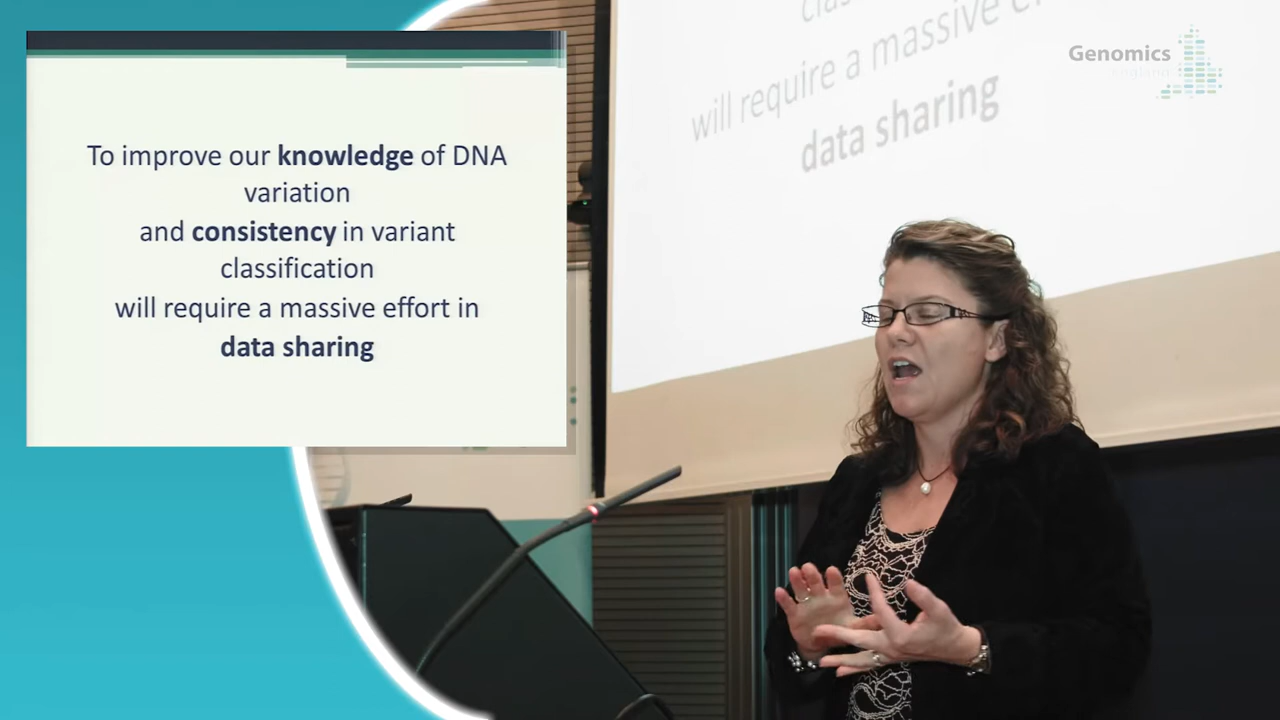 To improve our knowledge of DNA
variation
and consistency in variant
classification
will require a massive effort in
data sharing
will require a massive e
data sharing
Genomics
england